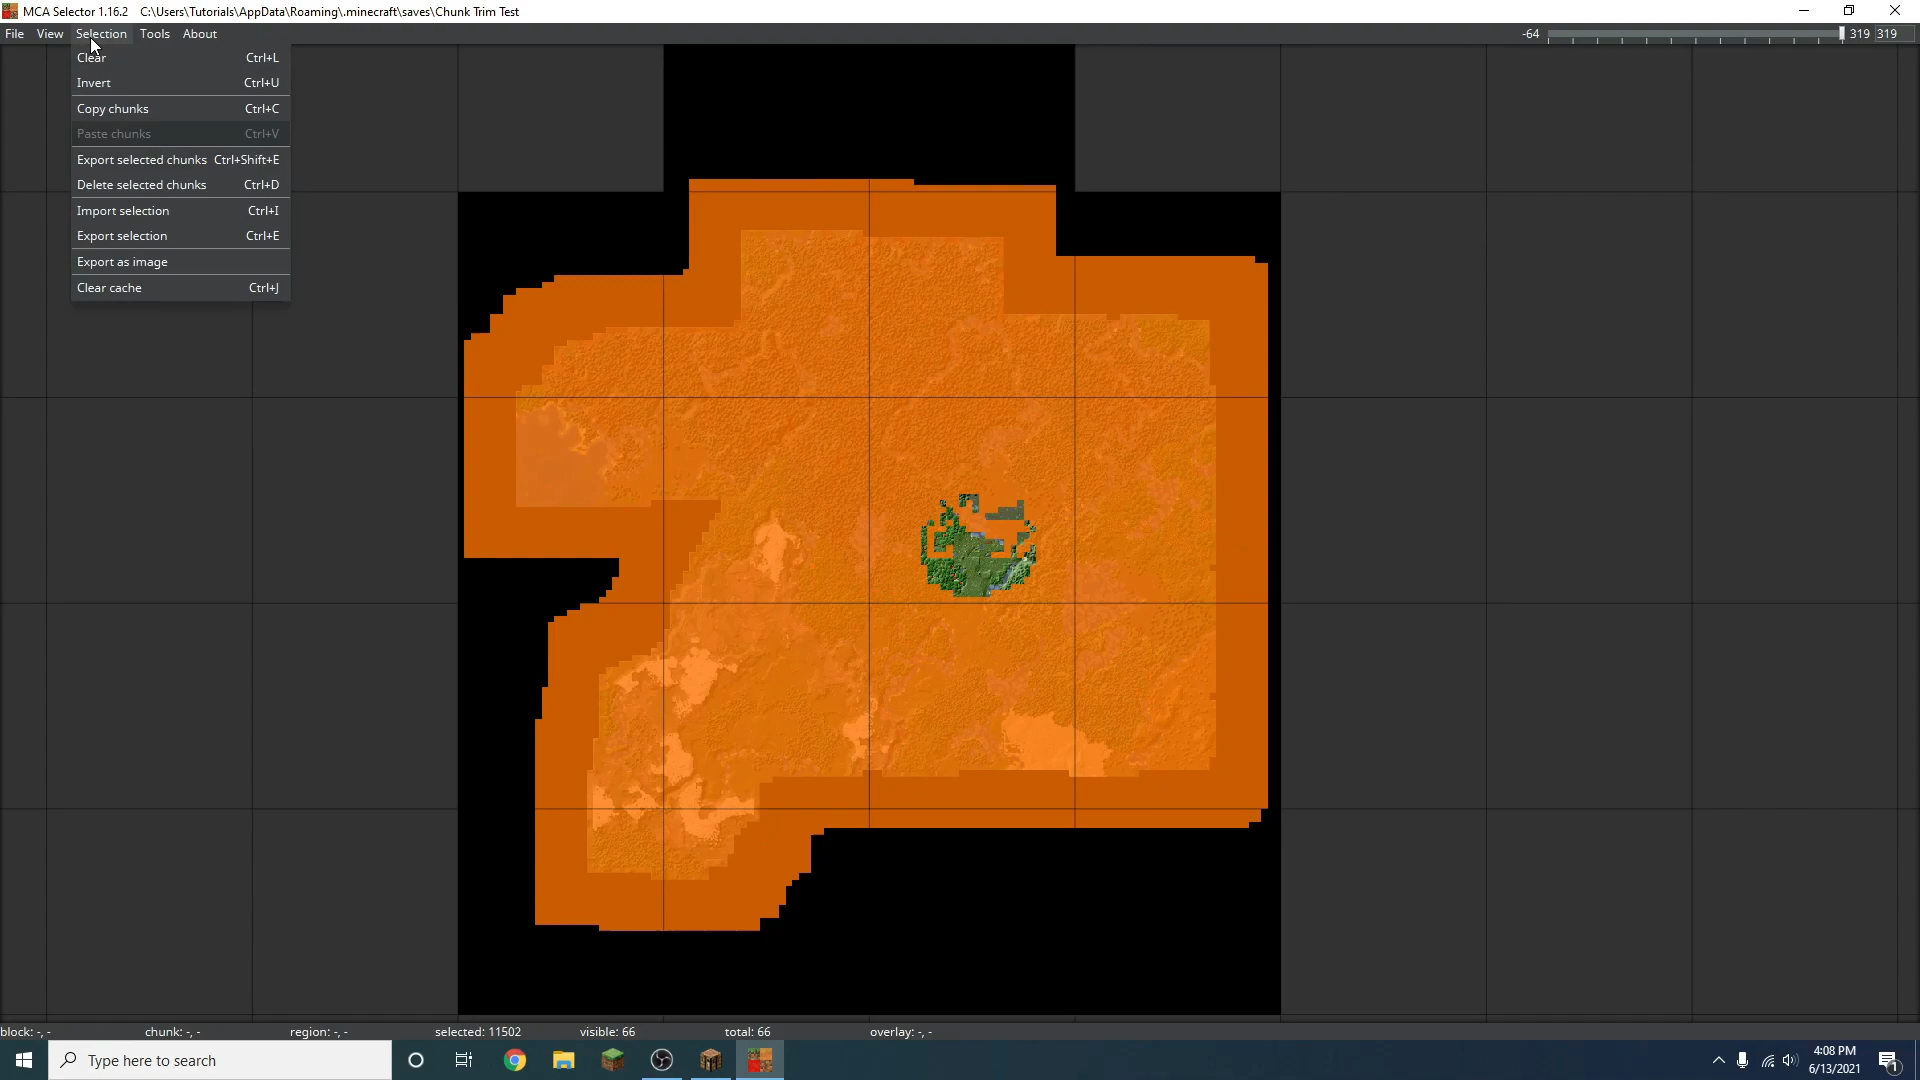 MCA Selector 1.16.2 C:\Users\Tutorials\AppData\Roaming\.minecraft\saves\Chunk Trim Test
File View Selection Tools About -64 319 319
Clear Ctrl+L
Invert Ctrl+U
Copy chunks Ctrl+C
Paste chunks Ctrl+V
Export selected chunks Ctrl+Shift+E
Delete selected chunks Ctrl+D
Import selection Ctrl+I
Export selection Ctrl+E
Export as image
Clear cache Ctrl+J
block: -, - chunk: -, - region: -, - selected: 11502 visible: 66 total: 66 overlay: -, -
Type here to search
4:08 PM
6/13/2021
1